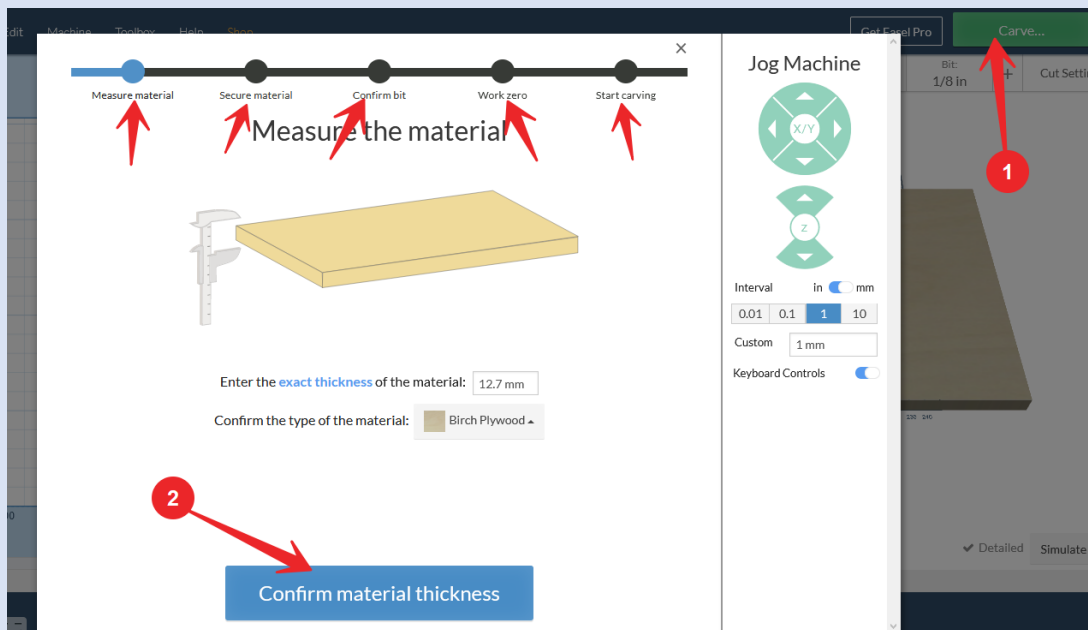 Edit Machine Toolbox Help Shop Get Easel Pro Carve...
Bit:
1/8 in + Cut Setti
×
Measure material Secure material Confirm bit Work zero Start carving
1
Measure the material
Enter the exact thickness of the material: 12.7 mm
Confirm the type of the material: Birch Plywood
2
Confirm material thickness
Jog Machine
X/Y
Z
Interval in mm
0.01 0.1 1 10
Custom 1 mm
Keyboard Controls
230 240
Detailed Simulate